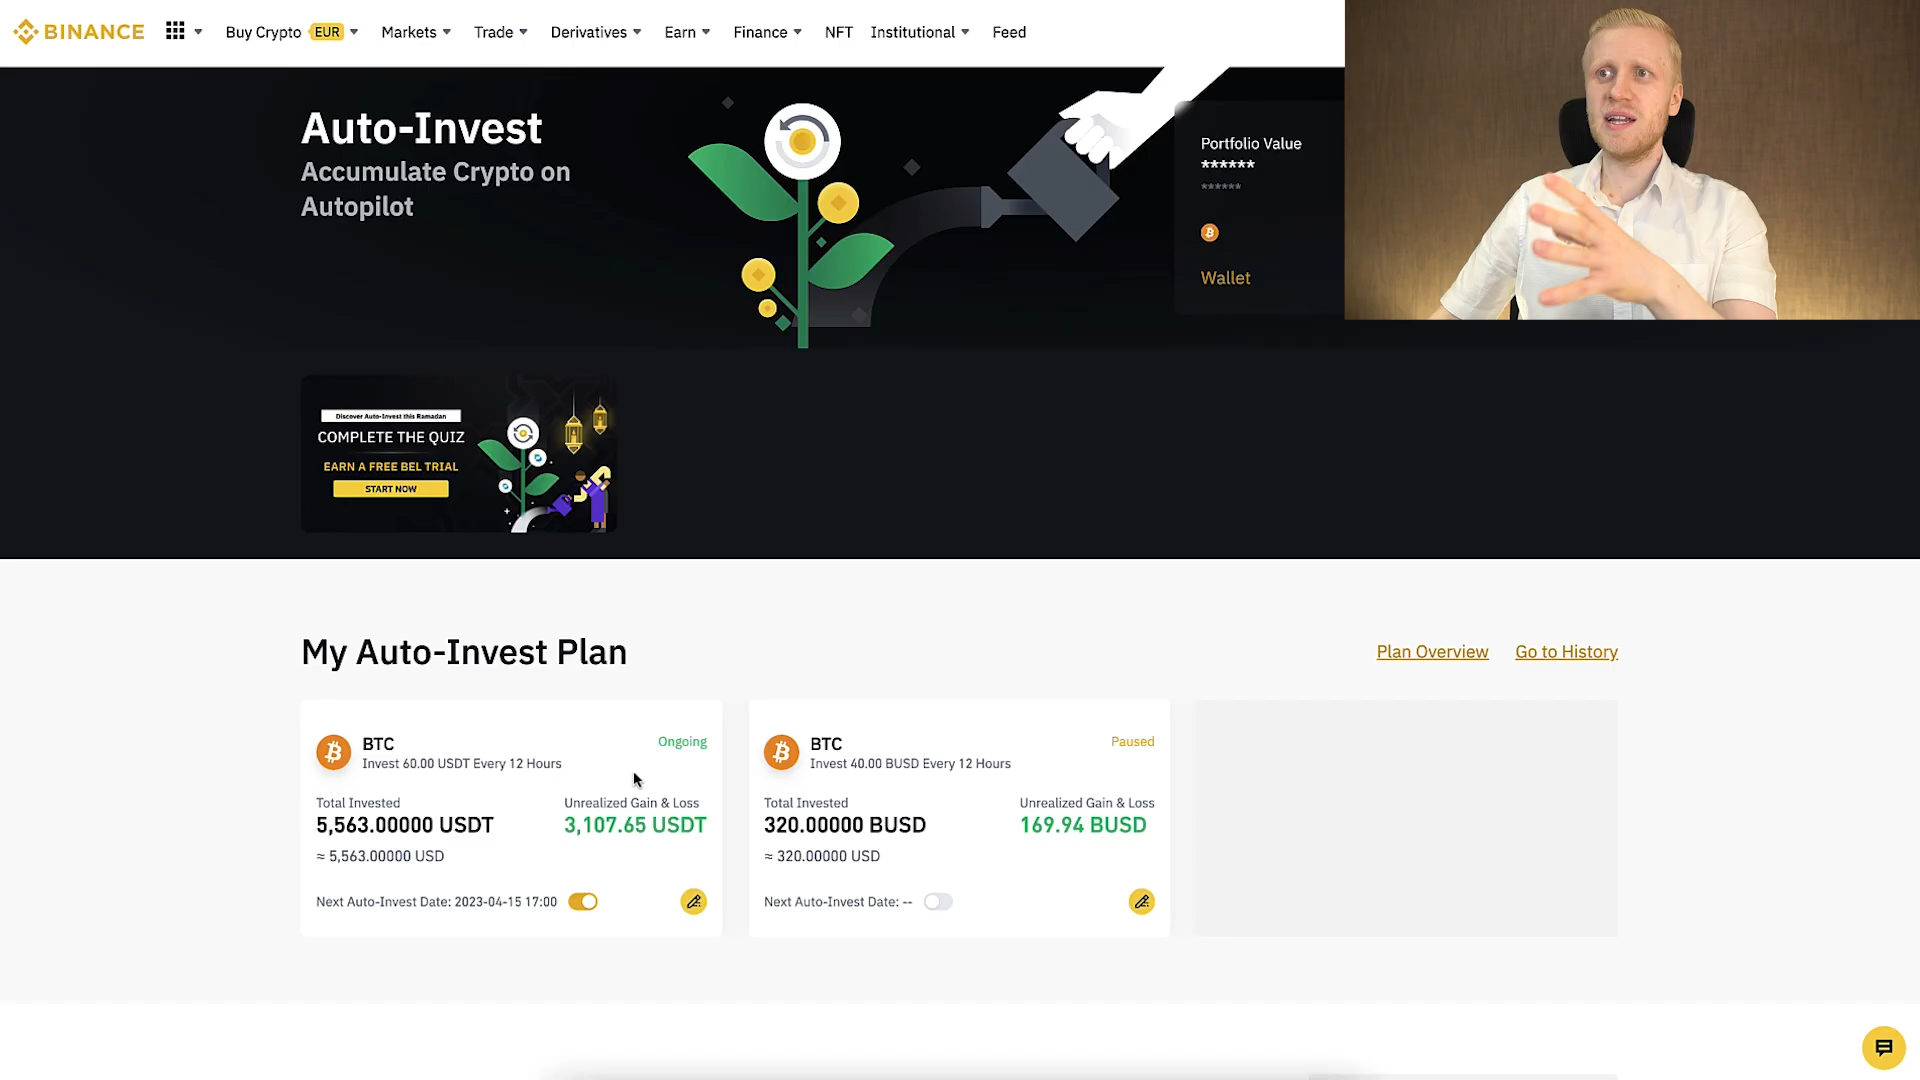 BINANCE
Buy Crypto EUR
Markets
Trade
Derivatives
Earn
Finance
NFT
Institutional
Feed
Auto-Invest
Accumulate Crypto on
Autopilot
Portfolio Value
******
******
Wallet
Discover Auto-Invest this Ramadan
COMPLETE THE QUIZ
EARN A FREE BEL TRIAL
START NOW
My Auto-Invest Plan
Plan Overview
Go to History
BTC
Ongoing
Invest 60.00 USDT Every 12 Hours
Total Invested
Unrealized Gain & Loss
5,563.00000 USDT
3,107.65 USDT
≈ 5,563.00000 USD
Next Auto-Invest Date: 2023-04-15 17:00
BTC
Paused
Invest 40.00 BUSD Every 12 Hours
Total Invested
Unrealized Gain & Loss
320.00000 BUSD
169.94 BUSD
≈ 320.00000 USD
Next Auto-Invest Date: --